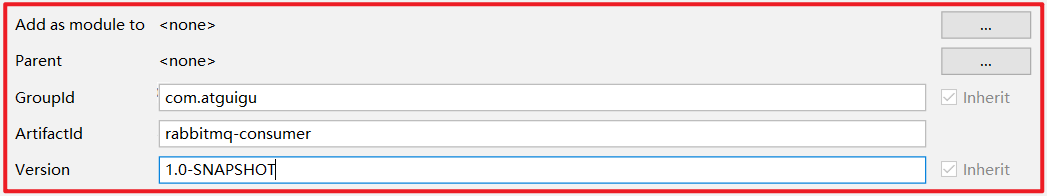 Add as module to <none> ...
Parent <none> ...
GroupId com.atguigu Inherit
ArtifactId rabbitmq-consumer
Version 1.0-SNAPSHOT Inherit